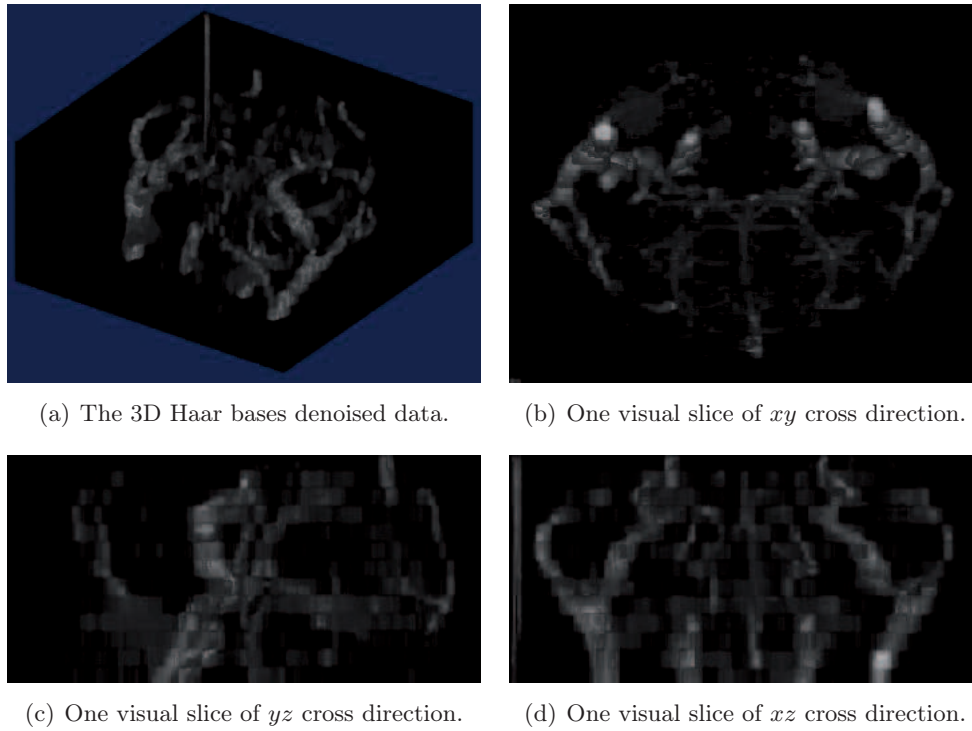 (a) The 3D Haar bases denoised data.
(b) One visual slice of xy cross direction.
(c) One visual slice of yz cross direction.
(d) One visual slice of xz cross direction.